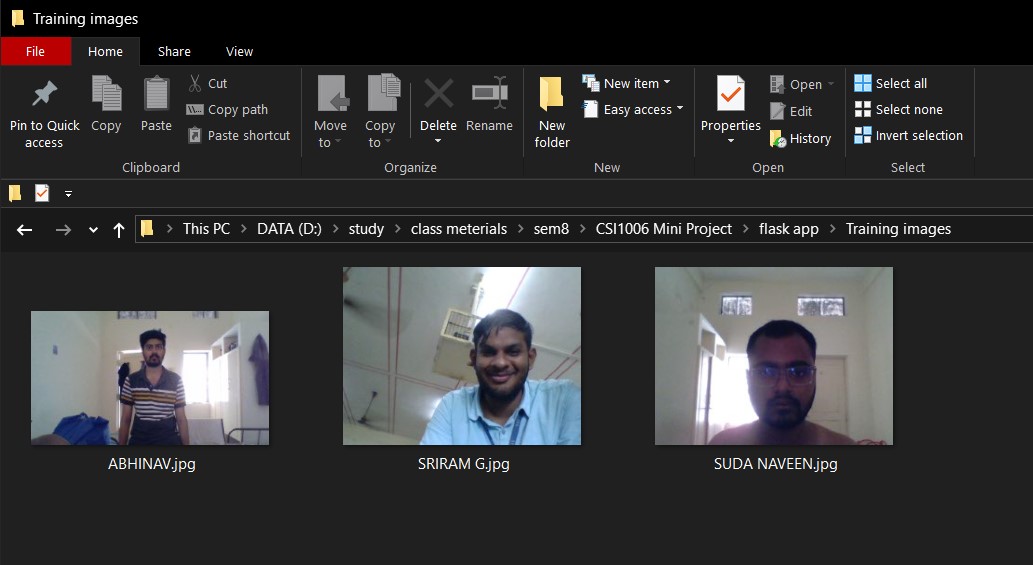 Training images
File Home Share View
Pin to Quick access
Copy
Paste
Cut
Copy path
Paste shortcut
Clipboard
Move to
Copy to
Delete
Rename
Organize
New folder
New item
Easy access
New
Properties
Open
Edit
History
Open
Select all
Select none
Invert selection
Select
This PC > DATA (D:) > study > class meterials > sem8 > CSI1006 Mini Project > flask app > Training images
ABHINAV.jpg
SRIRAM G.jpg
SUDA NAVEEN.jpg